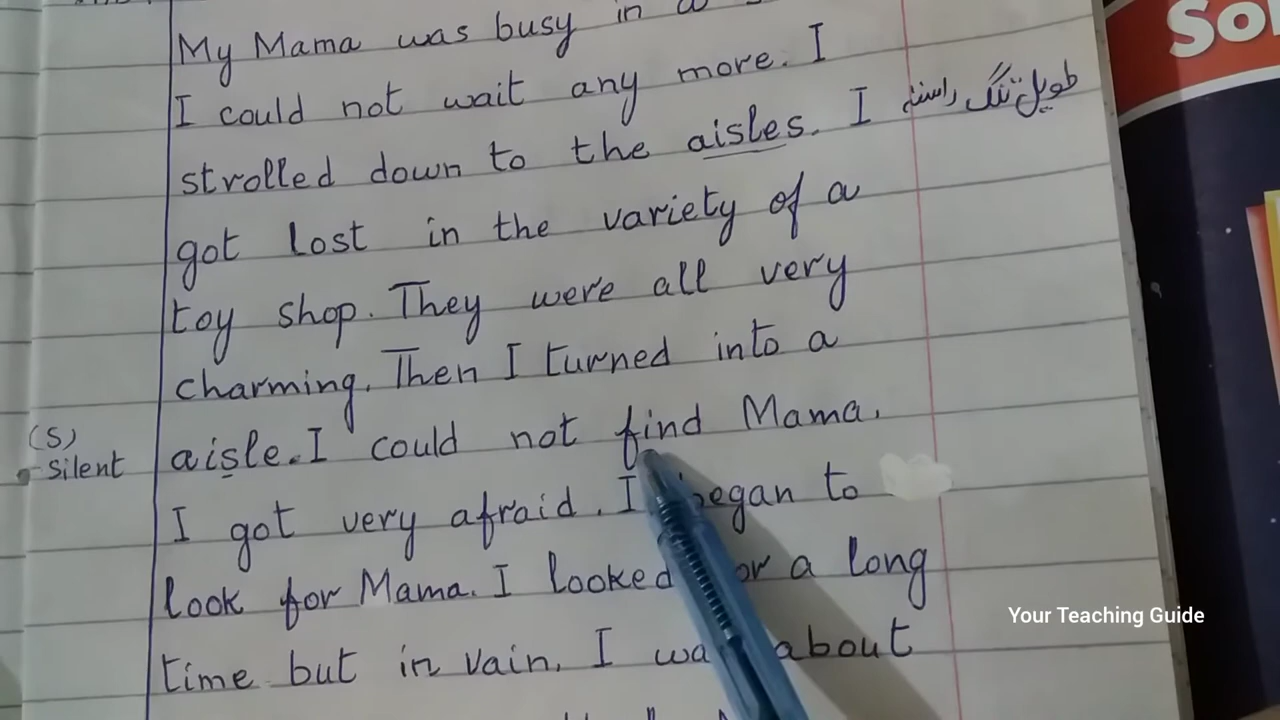 My Mama was busy in a
I could not wait any more. I
strolled down to the aisles. I طویل تنگ راستہ
got lost in the variety of a
toy shop. They were all very
charming. Then I turned into a
(S)
- Silent
aisle. I could not find Mama.
I got very afraid. I began to
look for Mama. I looked for a long
time but in vain. I was about
Your Teaching Guide